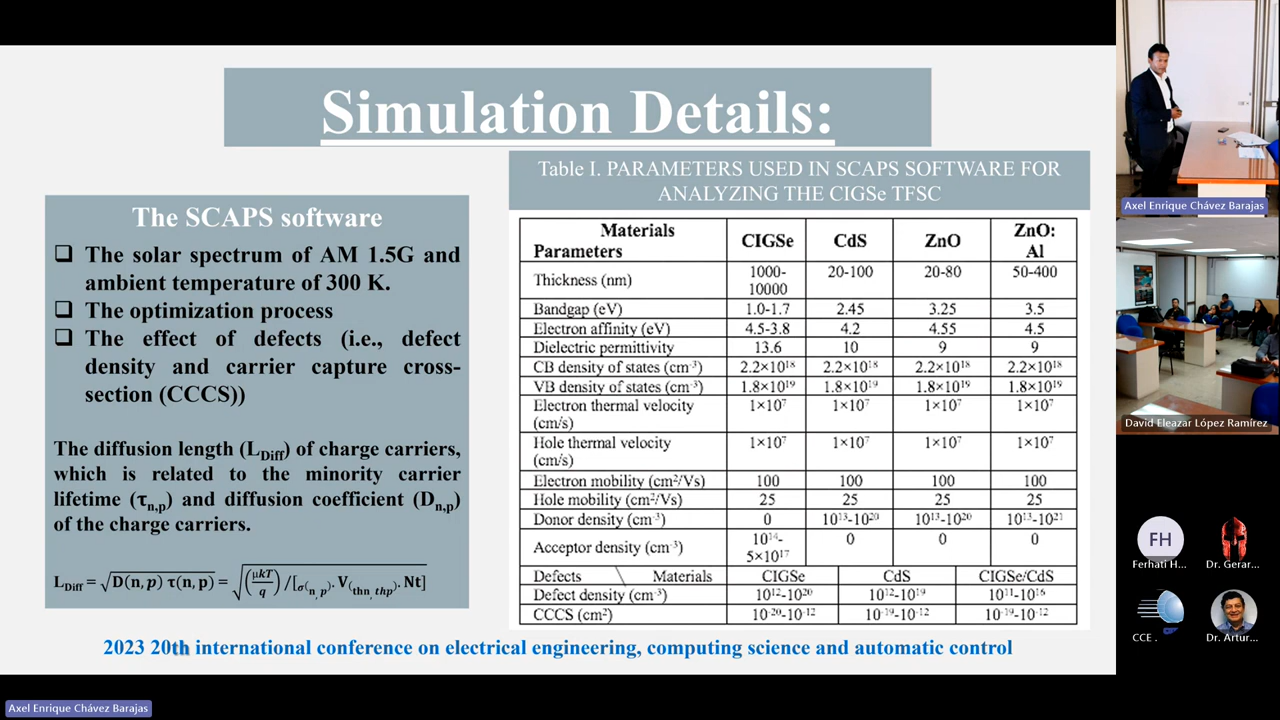 Simulation Details:
Table I. PARAMETERS USED IN SCAPS SOFTWARE FOR
ANALYZING THE CIGSe TFSC
The SCAPS software
❑ The solar spectrum of AM 1.5G and
ambient temperature of 300 K.
❑ The optimization process
❑ The effect of defects (i.e., defect
density and carrier capture cross-
section (CCCS))
The diffusion length (L_Diff) of charge carriers,
which is related to the minority carrier
lifetime (τ_n,p) and diffusion coefficient (D_n,p)
of the charge carriers.
L_Diff = √D(n, p) τ(n, p) = √(μkT/q) /[σ(n, p). V(thn, thp). Nt]
Materials
Parameters CIGSe CdS ZnO ZnO: Al
Thickness (nm) 1000-10000 20-100 20-80 50-400
Bandgap (eV) 1.0-1.7 2.45 3.25 3.5
Electron affinity (eV) 4.5-3.8 4.2 4.55 4.5
Dielectric permittivity 13.6 10 9 9
CB density of states (cm⁻³) 2.2×10¹⁸ 2.2×10¹⁸ 2.2×10¹⁸ 2.2×10¹⁸
VB density of states (cm⁻³) 1.8×10¹⁹ 1.8×10¹⁹ 1.8×10¹⁹ 1.8×10¹⁹
Electron thermal velocity (cm/s) 1×10⁷ 1×10⁷ 1×10⁷ 1×10⁷
Hole thermal velocity (cm/s) 1×10⁷ 1×10⁷ 1×10⁷ 1×10⁷
Electron mobility (cm²/Vs) 100 100 100 100
Hole mobility (cm²/Vs) 25 25 25 25
Donor density (cm⁻³) 0 10¹³-10²⁰ 10¹³-10²⁰ 10¹³-10²¹
Acceptor density (cm⁻³) 10¹⁴-5×10¹⁷ 0 0 0
Defects \ Materials CIGSe CdS CIGSe/CdS
Defect density (cm⁻³) 10¹²-10²⁰ 10¹²-10¹⁹ 10¹¹-10¹⁶
CCCS (cm²) 10⁻²⁰-10⁻¹² 10⁻¹⁹-10⁻¹² 10⁻¹⁹-10⁻¹²
2023 20th international conference on electrical engineering, computing science and automatic control
Axel Enrique Chávez Barajas
Axel Enrique Chávez Barajas
David Eleazar López Ramírez
FH
Ferhati H...
Dr. Gerar...
CCE .
Dr. Artur...